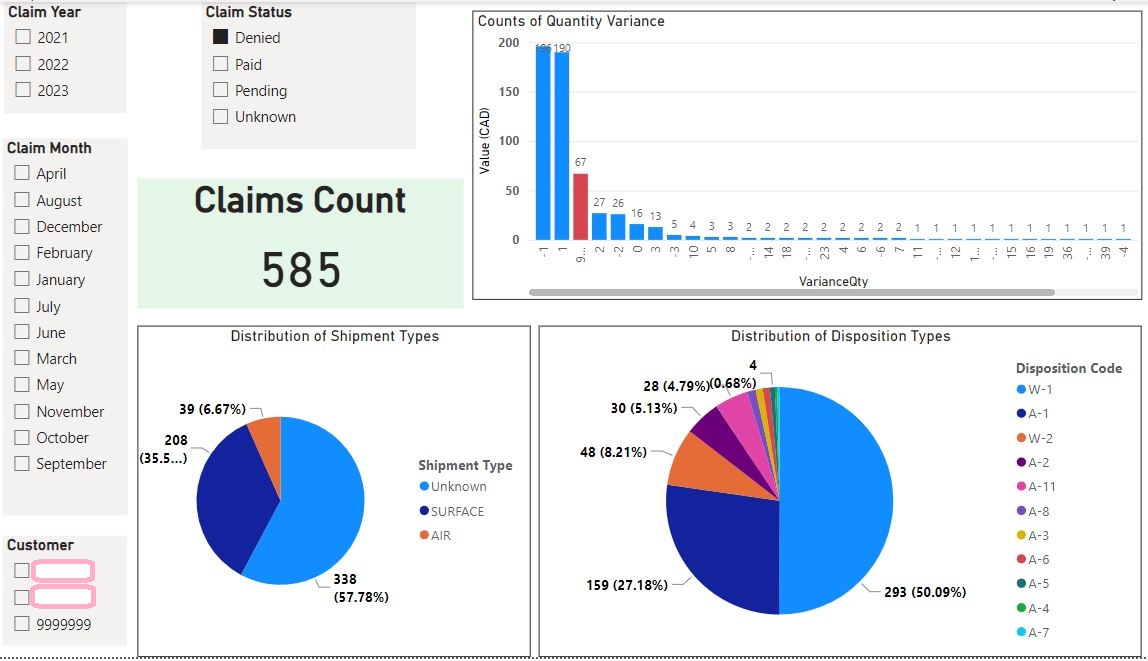 Claim Year
2021
2022
2023
Claim Status
Denied
Paid
Pending
Unknown
Claim Month
April
August
December
February
January
July
June
March
May
November
October
September
Customer
9999999
Claims Count
585
Counts of Quantity Variance
Value (CAD)
200
150
100
50
0
190
67
27
26
16
13
5
4
3
3
2
2
2
2
2
2
2
2
2
1
1
1
1
1
1
1
1
1
1
1
1
-1
1
9...
2
-2
0
3
-3
10
5
8
-...
14
18
-...
23
4
6
-6
7
11
-...
12
1...
-...
15
16
19
36
-...
39
-4
VarianceQty
Distribution of Shipment Types
39 (6.67%)
208
(35.5...)
338
(57.78%)
Shipment Type
Unknown
SURFACE
AIR
Distribution of Disposition Types
4
(0.68%)
28 (4.79%)
30 (5.13%)
48 (8.21%)
159 (27.18%)
293 (50.09%)
Disposition Code
W-1
A-1
W-2
A-2
A-11
A-8
A-3
A-6
A-5
A-4
A-7